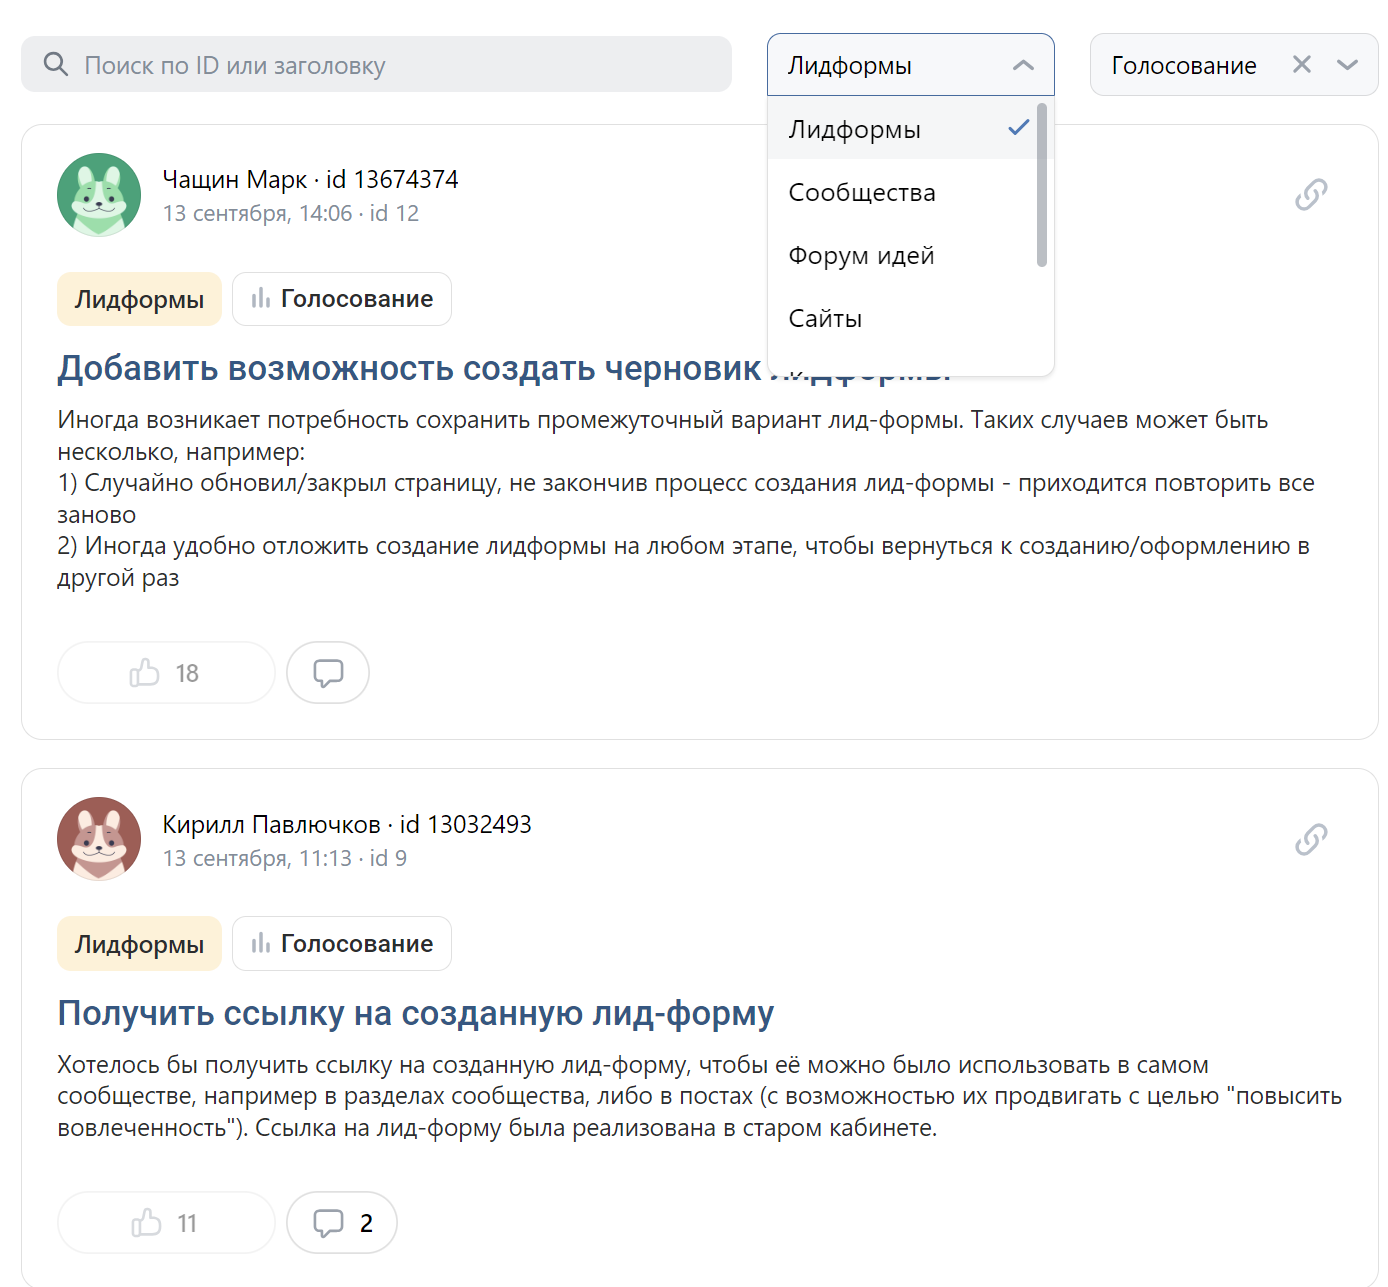 Поиск по ID или заголовку
Лидформы
Голосование
Лидформы
Сообщества
Форум идей
Сайты
Чащин Марк · id 13674374
13 сентября, 14:06 · id 12
Лидформы
Голосование
Добавить возможность создать черновик лидформы
Иногда возникает потребность сохранить промежуточный вариант лид-формы. Таких случаев может быть
несколько, например:
1) Случайно обновил/закрыл страницу, не закончив процесс создания лид-формы - приходится повторить все
заново
2) Иногда удобно отложить создание лидформы на любом этапе, чтобы вернуться к созданию/оформлению в
другой раз
18
Кирилл Павлючков · id 13032493
13 сентября, 11:13 · id 9
Лидформы
Голосование
Получить ссылку на созданную лид-форму
Хотелось бы получить ссылку на созданную лид-форму, чтобы её можно было использовать в самом
сообществе, например в разделах сообщества, либо в постах (с возможностью их продвигать с целью "повысить
вовлеченность"). Ссылка на лид-форму была реализована в старом кабинете.
11
2